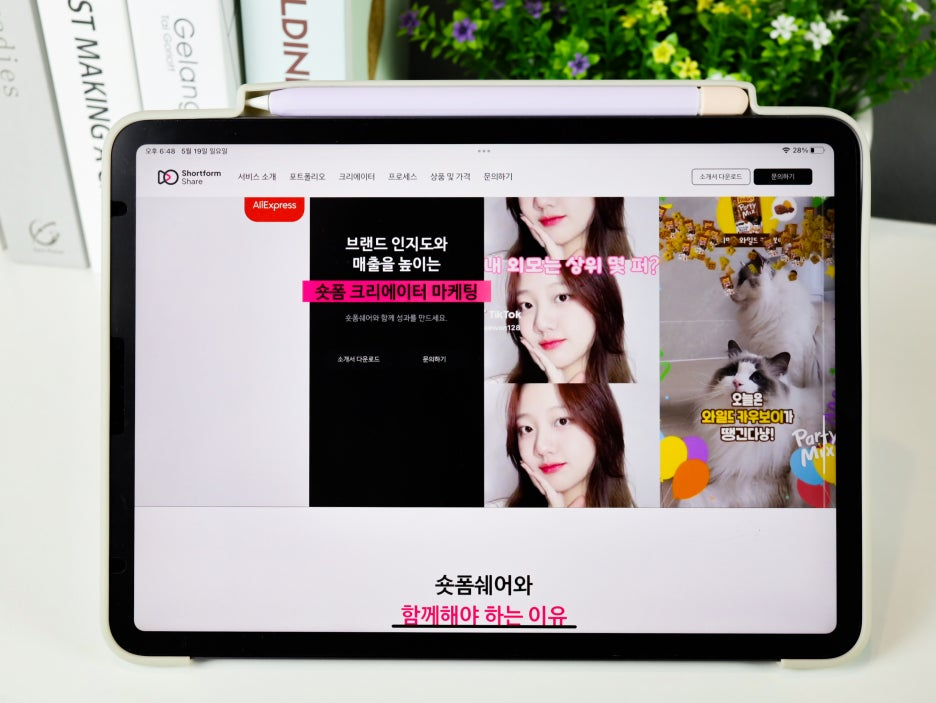 ST MAKING A
Gelang
Tai Gonait
LDIN
오후 6:48 5월 19일 일요일
28%
Shortform
Share
서비스 소개 포트폴리오 크리에이터 프로세스 상품 및 가격 문의하기
소개서 다운로드 문의하기
AliExpress
브랜드 인지도와
매출을 높이는
숏폼 크리에이터 마케팅
숏폼쉐어와 함께 성과를 만드세요.
소개서 다운로드 문의하기
내 외모는 상위 몇 퍼?
TikTok
Party
Mix
오늘은
와일드 카우보이가
땡긴다냥!
Party
Mix
숏폼쉐어와
함께해야 하는 이유